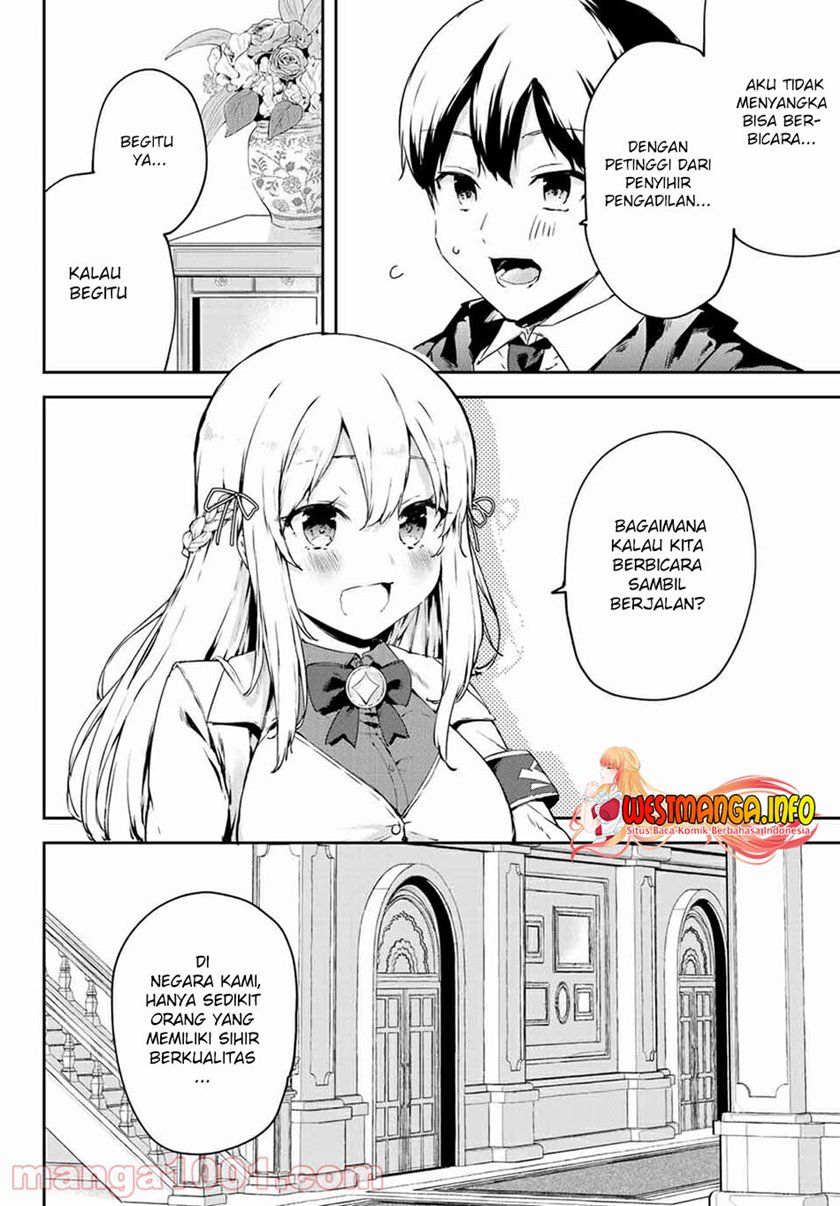 AKU TIDAK
MENYANGKA
BISA BER-
BICARA...
DENGAN
PETINGGI DARI
PENYIHIR
PENGADILAN...
BEGITU
YA...
KALAU
BEGITU
BAGAIMANA
KALAU KITA
BERBICARA
SAMBIL
BERJALAN?
WESTMANGA.INFO
Situs Baca Komik Berbahasa Indonesia
DI
NEGARA KAMI,
HANYA SEDIKIT
ORANG YANG
MEMILIKI SIHIR
BERKUALITAS
...
manga1001.com